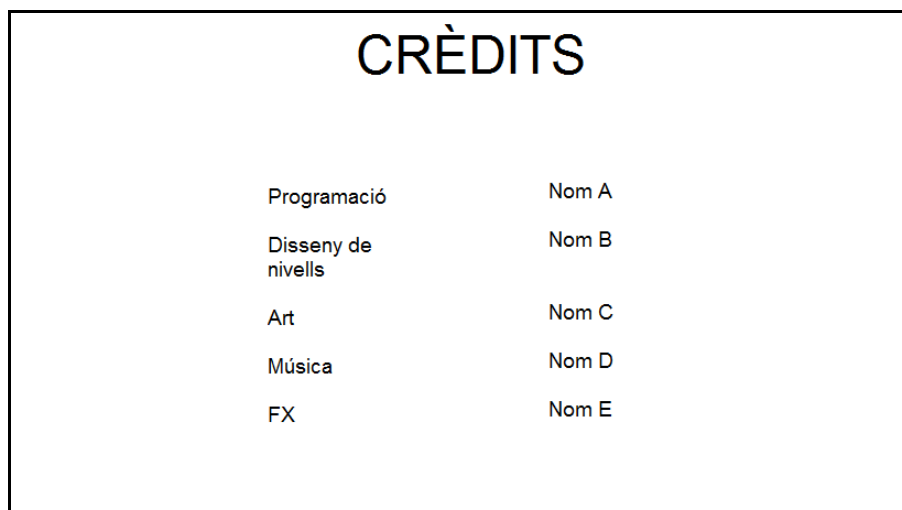 CRÈDITS
Programació Nom A
Disseny de Nom B
nivells
Art Nom C
Música Nom D
FX Nom E